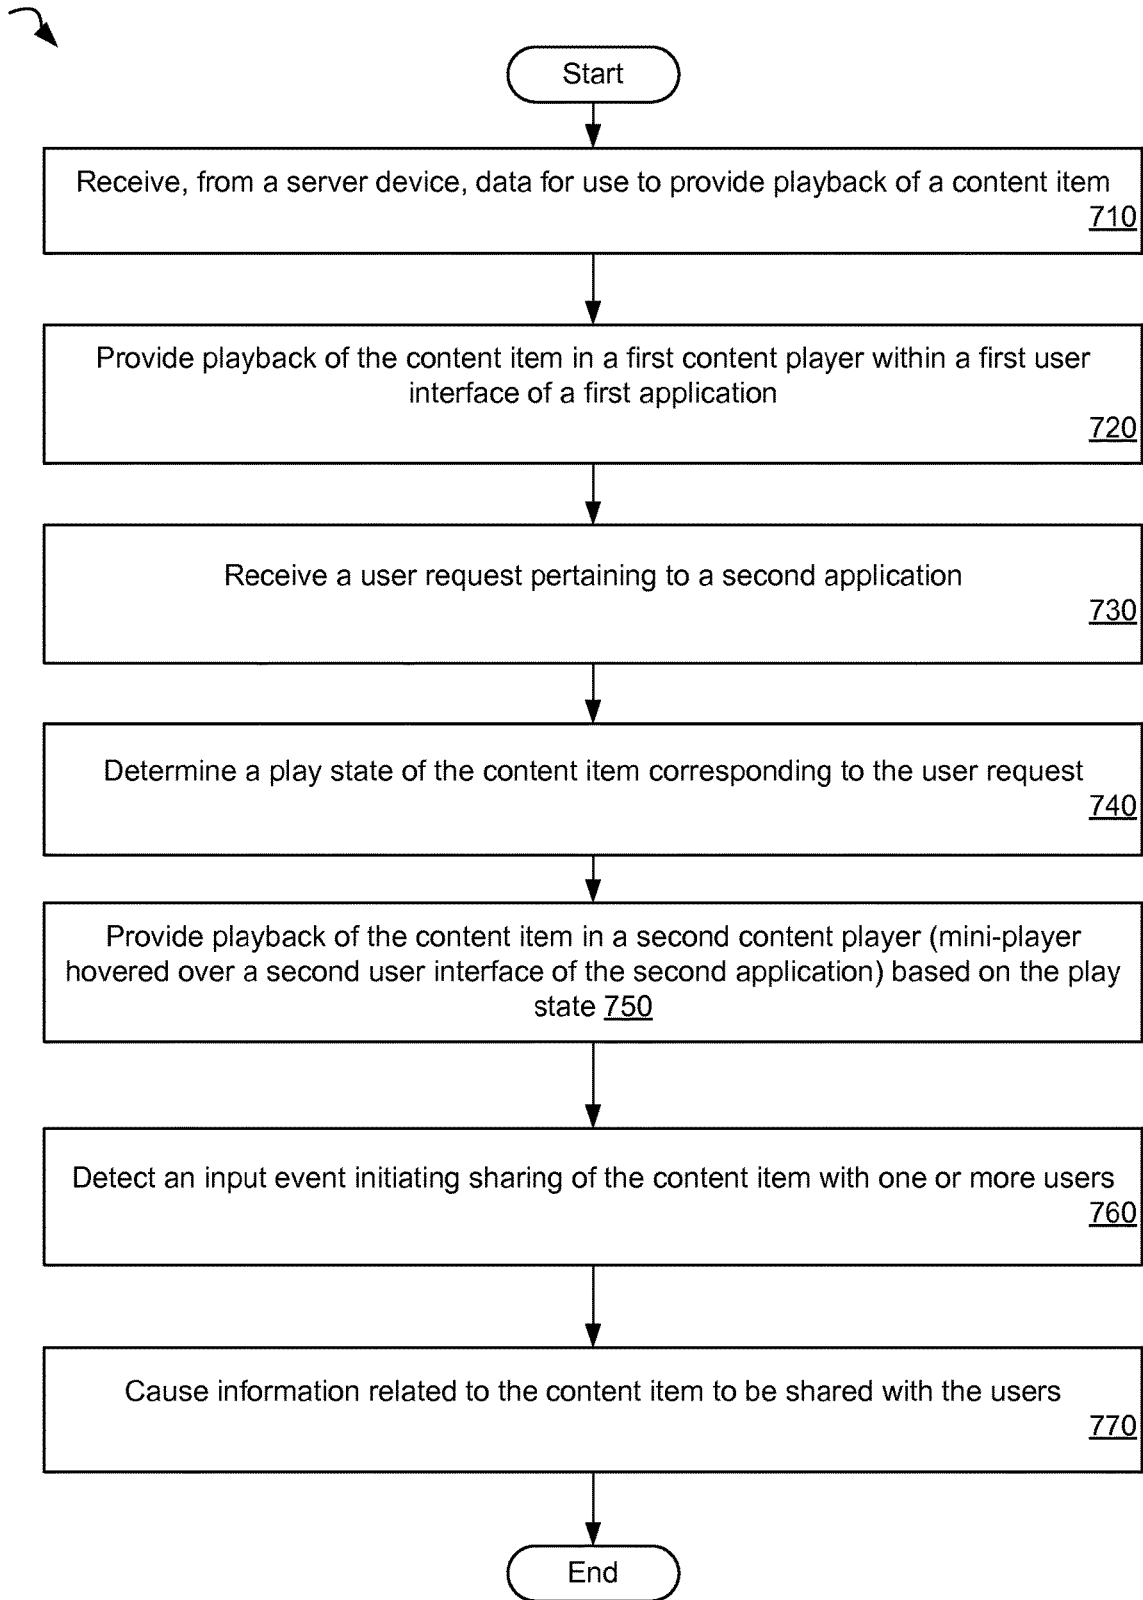 Start
Receive, from a server device, data for use to provide playback of a content item
710
Provide playback of the content item in a first content player within a first user
interface of a first application
720
Receive a user request pertaining to a second application
730
Determine a play state of the content item corresponding to the user request
740
Provide playback of the content item in a second content player (mini-player
hovered over a second user interface of the second application) based on the play
state 750
Detect an input event initiating sharing of the content item with one or more users
760
Cause information related to the content item to be shared with the users
770
End